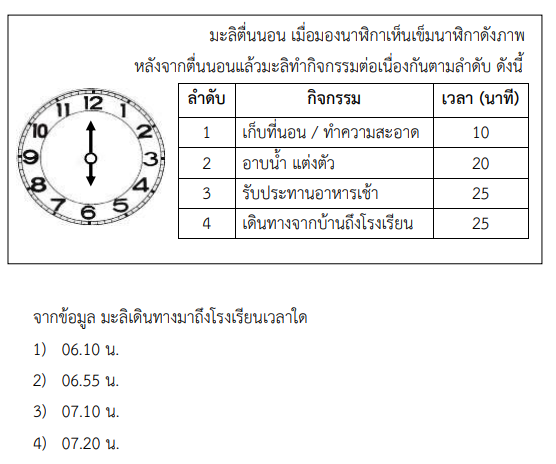 มะลิตื่นนอน เมื่อมองนาฬิกาเห็นเข็มนาฬิกาดังภาพ
หลังจากตื่นนอนแล้วมะลิทำกิจกรรมต่อเนื่องกันตามลำดับ ดังนี้
12
1
2
3
4
5
6
7
8
9
10
11
ลำดับ กิจกรรม เวลา (นาที)
1 เก็บที่นอน / ทำความสะอาด 10
2 อาบน้ำ แต่งตัว 20
3 รับประทานอาหารเช้า 25
4 เดินทางจากบ้านถึงโรงเรียน 25
จากข้อมูล มะลิเดินทางมาถึงโรงเรียนเวลาใด
1) 06.10 น.
2) 06.55 น.
3) 07.10 น.
4) 07.20 น.